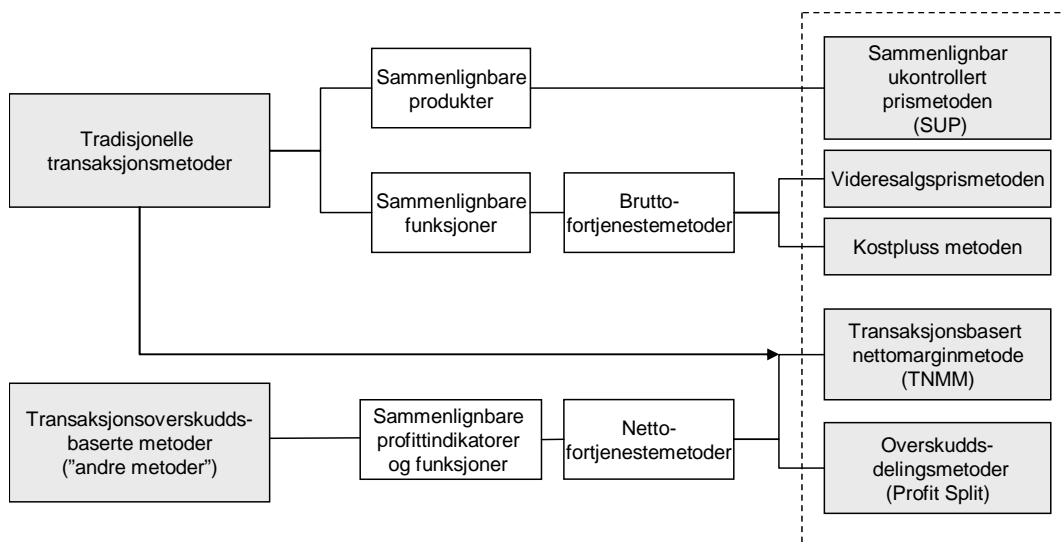 Sammenlignbare
produkter
Sammenlignbar
ukontrollert
prismetoden
(SUP)
Tradisjonelle
transaksjonsmetoder
Sammenlignbare
funksjoner
Brutto-
fortjenestemetoder
Videresalgsprismetoden
Kostpluss metoden
Transaksjonsbasert
nettomarginmetode
(TNMM)
Transaksjonsoverskudds-
baserte metoder
(”andre metoder”)
Sammenlignbare
profittindikatorer
og funksjoner
Netto-
fortjenestemetoder
Overskudds-
delingsmetoder
(Profit Split)